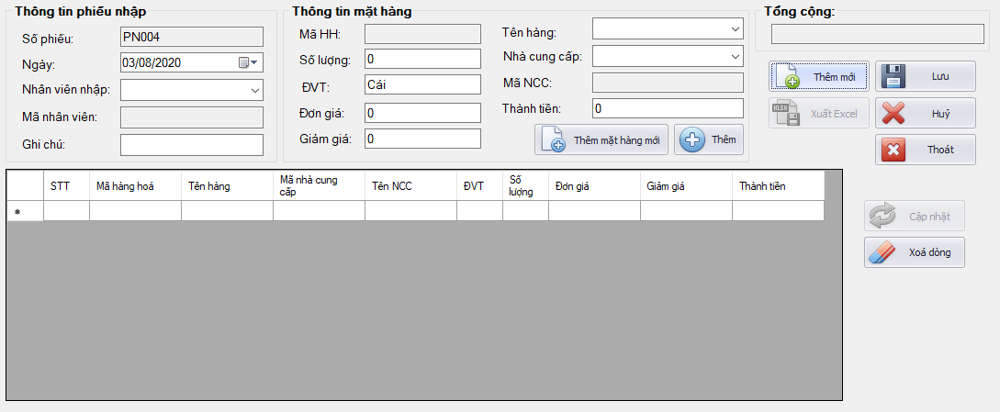 Thông tin phiếu nhập
Số phiếu: PN004
Ngày: 03/08/2020
Nhân viên nhập:
Mã nhân viên:
Ghi chú:
Thông tin mặt hàng
Mã HH:
Số lượng: 0
ĐVT: Cái
Đơn giá: 0
Giảm giá: 0
Tên hàng:
Nhà cung cấp:
Mã NCC:
Thành tiền: 0
Thêm mặt hàng mới
Thêm
Tổng cộng:
Thêm mới
Lưu
XLSX
Xuất Excel
Huỷ
Thoát
STT Mã hàng hoá Tên hàng Mã nhà cung cấp Tên NCC ĐVT Số lượng Đơn giá Giảm giá Thành tiền
*
Cập nhật
Xoá dòng